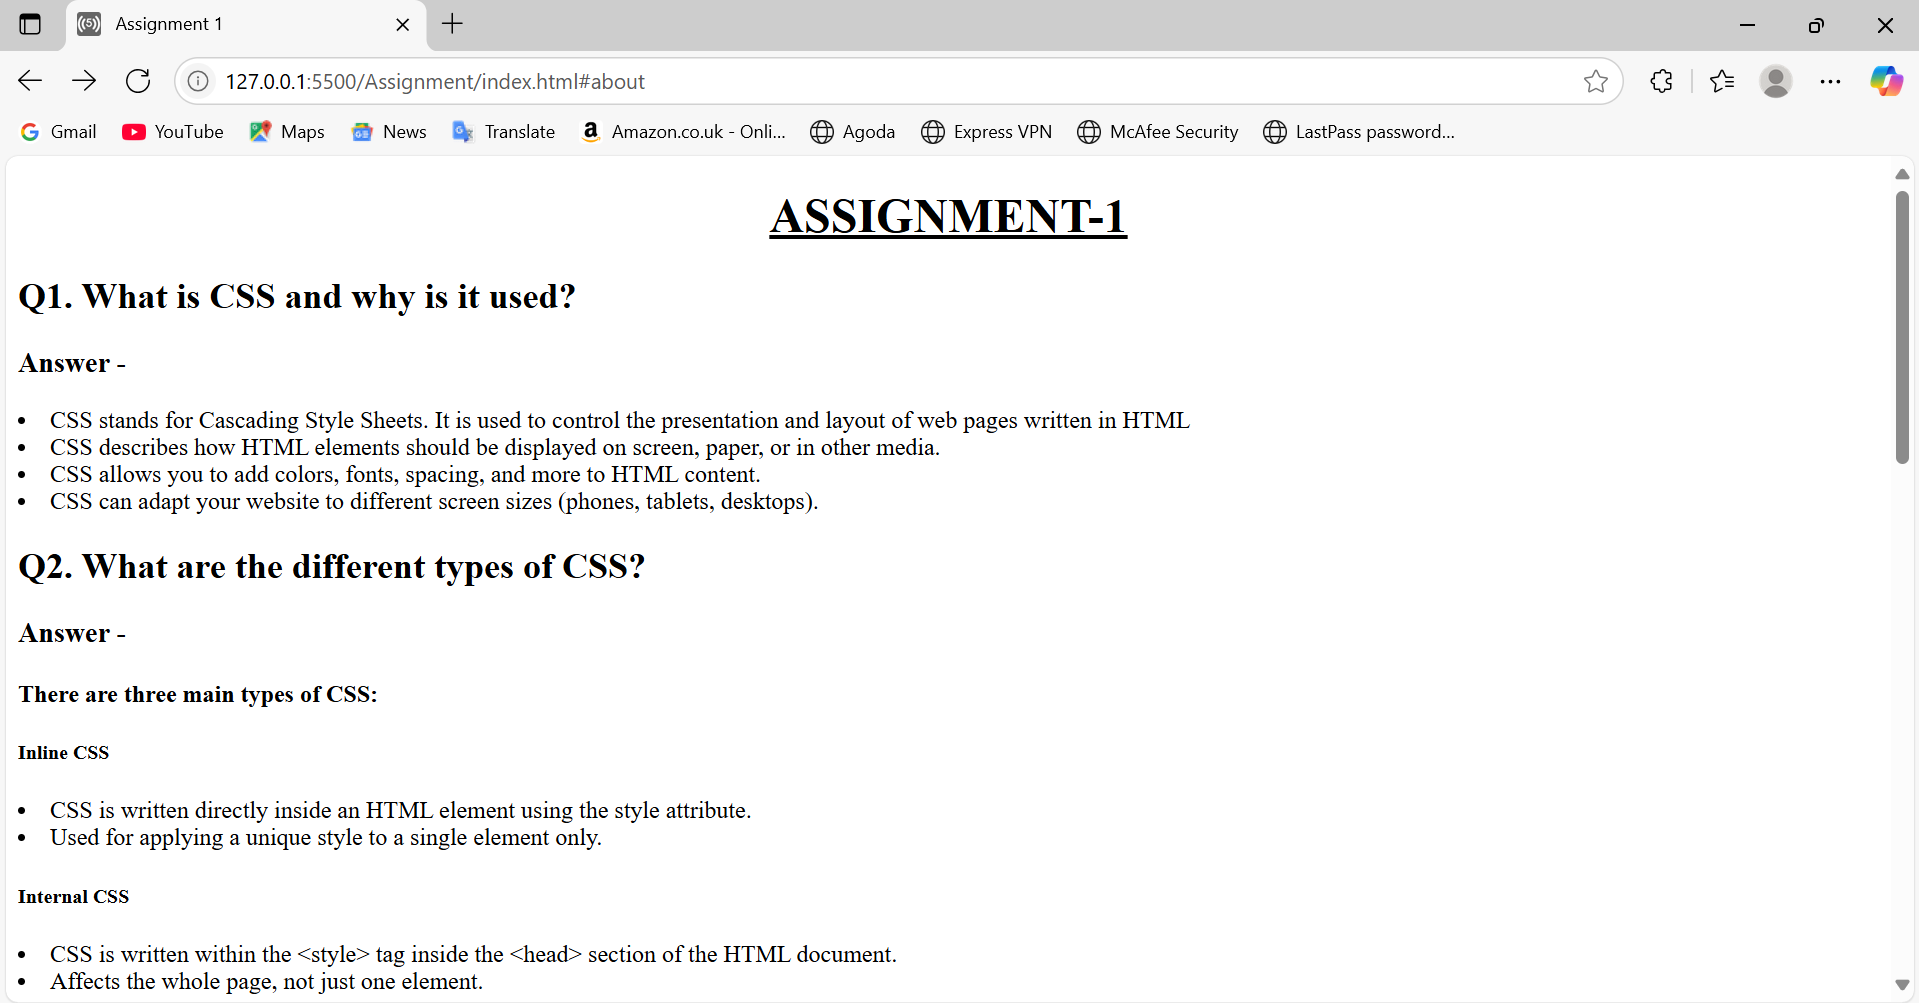 Assignment 1
127.0.0.1:5500/Assignment/index.html#about
Gmail YouTube Maps News Translate Amazon.co.uk - Onli... Agoda Express VPN McAfee Security LastPass password...
ASSIGNMENT-1
Q1. What is CSS and why is it used?
Answer -
• CSS stands for Cascading Style Sheets. It is used to control the presentation and layout of web pages written in HTML
• CSS describes how HTML elements should be displayed on screen, paper, or in other media.
• CSS allows you to add colors, fonts, spacing, and more to HTML content.
• CSS can adapt your website to different screen sizes (phones, tablets, desktops).
Q2. What are the different types of CSS?
Answer -
There are three main types of CSS:
Inline CSS
• CSS is written directly inside an HTML element using the style attribute.
• Used for applying a unique style to a single element only.
Internal CSS
• CSS is written within the <style> tag inside the <head> section of the HTML document.
• Affects the whole page, not just one element.